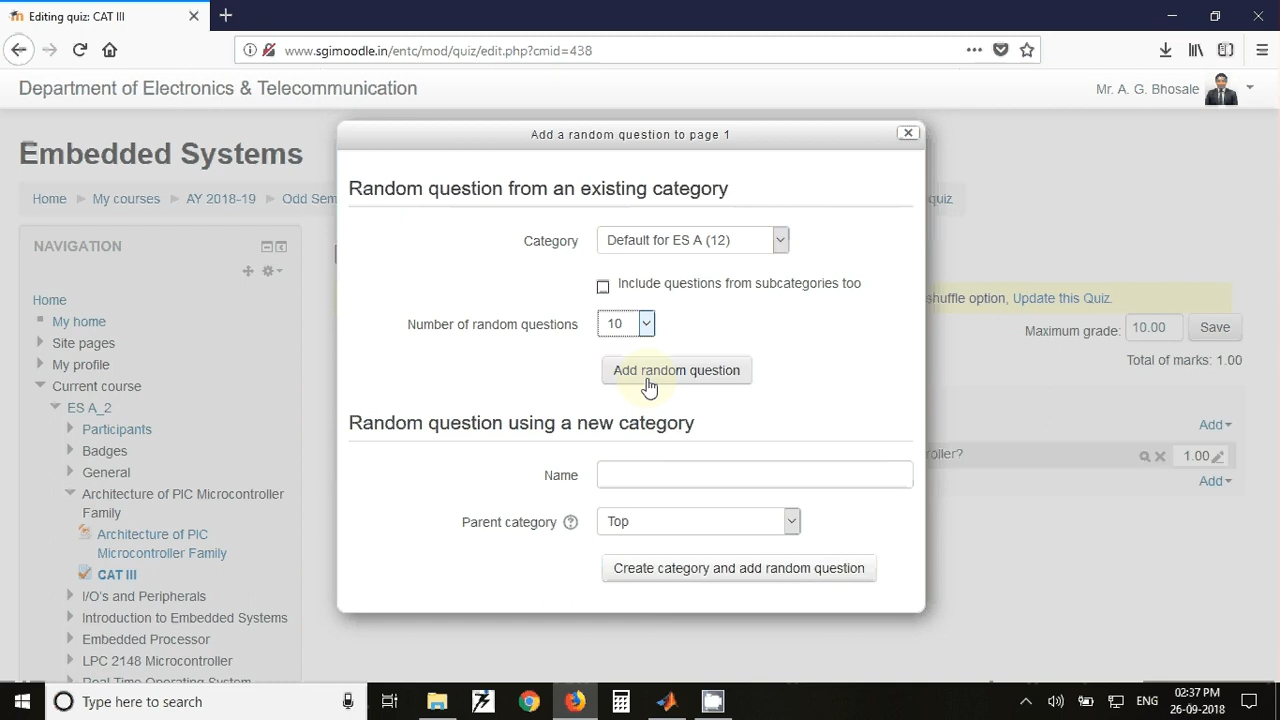 Editing quiz: CAT III
www.sgimoodle.in/entc/mod/quiz/edit.php?cmid=438
Department of Electronics & Telecommunication
Mr. A. G. Bhosale
Add a random question to page 1
Embedded Systems
Home My courses AY 2018-19 Odd Sem quiz
NAVIGATION
Home
My home
Site pages
My profile
Current course
ES A_2
Participants
Badges
General
Architecture of PIC Microcontroller
Family
Architecture of PIC
Microcontroller Family
CAT III
I/O's and Peripherals
Introduction to Embedded Systems
Embedded Processor
LPC 2148 Microcontroller
Real Time Operating System
Random question from an existing category
Category Default for ES A (12)
Include questions from subcategories too
Number of random questions 10
Add random question
Random question using a new category
Name
Parent category ? Top
Create category and add random question
shuffle option, Update this Quiz.
Maximum grade: 10.00 Save
Total of marks: 1.00
Add
roller? 1.00
Add
Type here to search
ENG
02:37 PM
26-09-2018